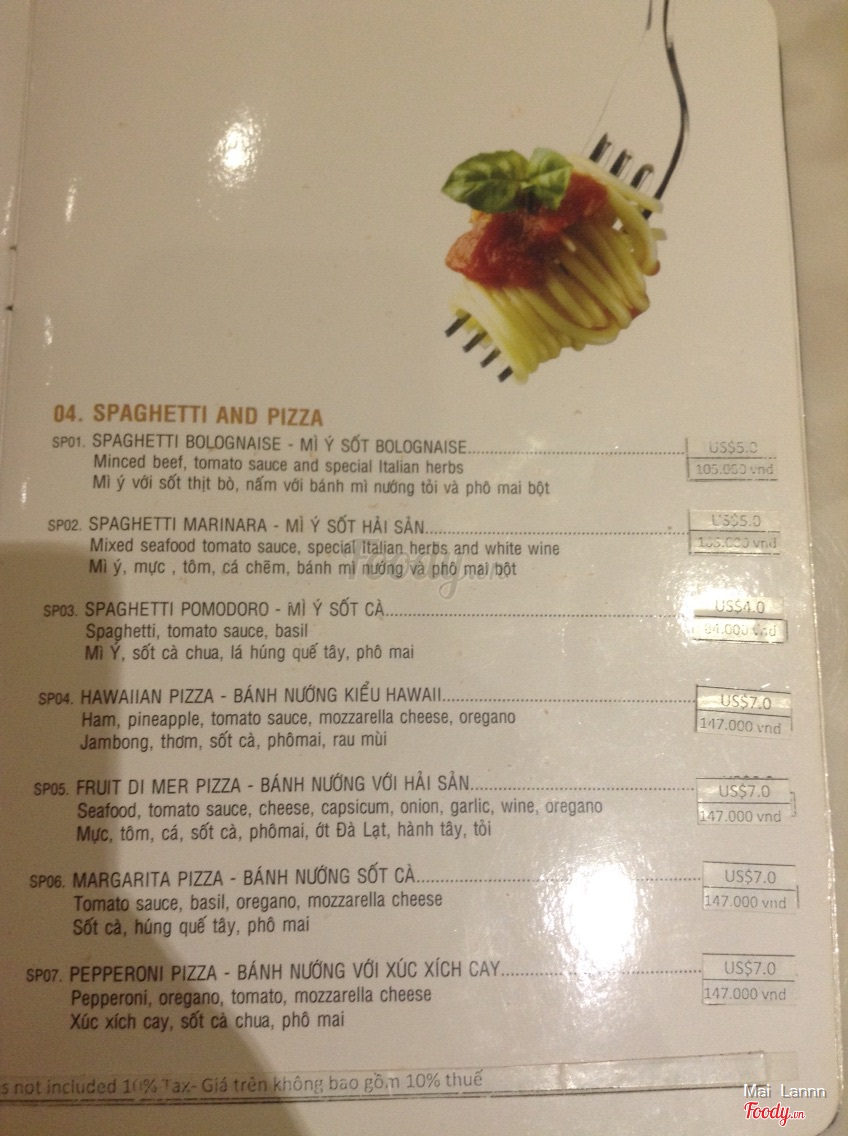 04. SPAGHETTI AND PIZZA
SP01. SPAGHETTI BOLOGNAISE - MÌ Ý SỐT BOLOGNAISE US$5.0
Minced beef, tomato sauce and special Italian herbs 105.000 vnd
Mì ý với sốt thịt bò, nấm với bánh mì nướng tỏi và phô mai bột
SP02. SPAGHETTI MARINARA - MÌ Ý SỐT HẢI SẢN US$5.0
Mixed seafood tomato sauce, special Italian herbs and white wine 105.000 vnd
Mì ý, mực , tôm, cá chẽm, bánh mì nướng và phô mai bột
Foody.vn
SP03. SPAGHETTI POMODORO - MÌ Ý SỐT CÀ US$4.0
Spaghetti, tomato sauce, basil 84.000 vnd
Mì Ý, sốt cà chua, lá húng quế tây, phô mai
SP04. HAWAIIAN PIZZA - BÁNH NƯỚNG KIỂU HAWAII US$7.0
Ham, pineapple, tomato sauce, mozzarella cheese, oregano 147.000 vnd
Jambong, thơm, sốt cà, phômai, rau mùi
SP05. FRUIT DI MER PIZZA - BÁNH NƯỚNG VỚI HẢI SẢN US$7.0
Seafood, tomato sauce, cheese, capsicum, onion, garlic, wine, oregano 147.000 vnd
Mực, tôm, cá, sốt cà, phômai, ớt Đà Lạt, hành tây, tỏi
SP06. MARGARITA PIZZA - BÁNH NƯỚNG SỐT CÀ US$7.0
Tomato sauce, basil, oregano, mozzarella cheese 147.000 vnd
Sốt cà, húng quế tây, phô mai
SP07. PEPPERONI PIZZA - BÁNH NƯỚNG VỚI XÚC XÍCH CAY US$7.0
Pepperoni, oregano, tomato, mozzarella cheese 147.000 vnd
Xúc xích cay, sốt cà chua, phô mai
s not included 10% Tax- Giá trên không bao gồm 10% thuế
Mai Lannn
Foody.vn